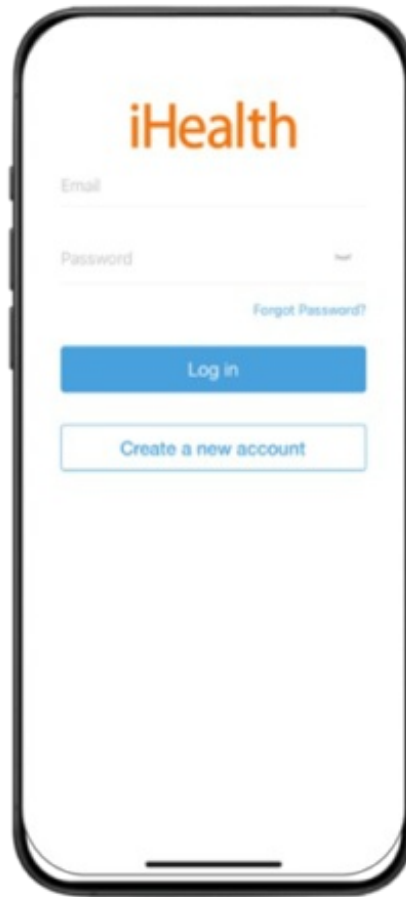 iHealth
Email
Password
Forgot Password?
Log in
Create a new account